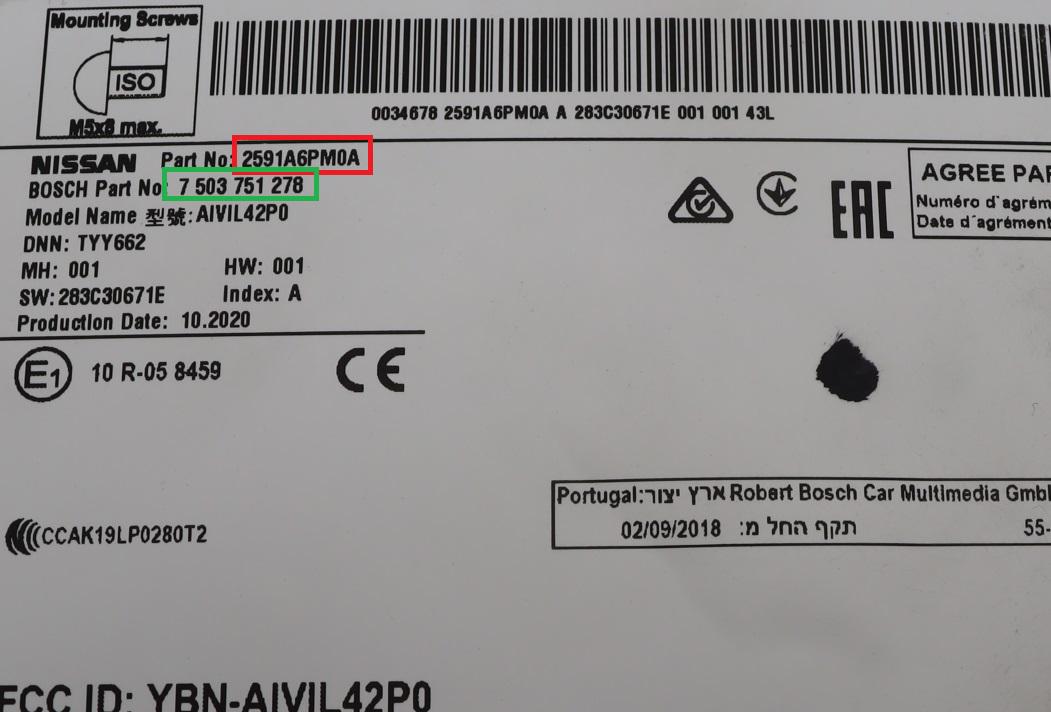 Mounting Screws
ISO
M5x8 max.
0034678 2591A6PM0A A 283C30671E 001 001 43L
NISSAN Part No: 2591A6PM0A
BOSCH Part No: 7 503 751 278
Model Name 型號: AIVIL42P0
DNN: TYY662
MH: 001 HW: 001
SW: 283C30671E Index: A
Production Date: 10.2020
EAC
AGREE PAR
Numéro d'agrém
Date d'agrément
E1 10 R-05 8459 CE
Portugal:ארץ יצור Robert Bosch Car Multimedia Gmbl
02/09/2018 תקף החל מ: 55-
CCAK19LP0280T2
FCC ID: YBN-AIVIL42P0